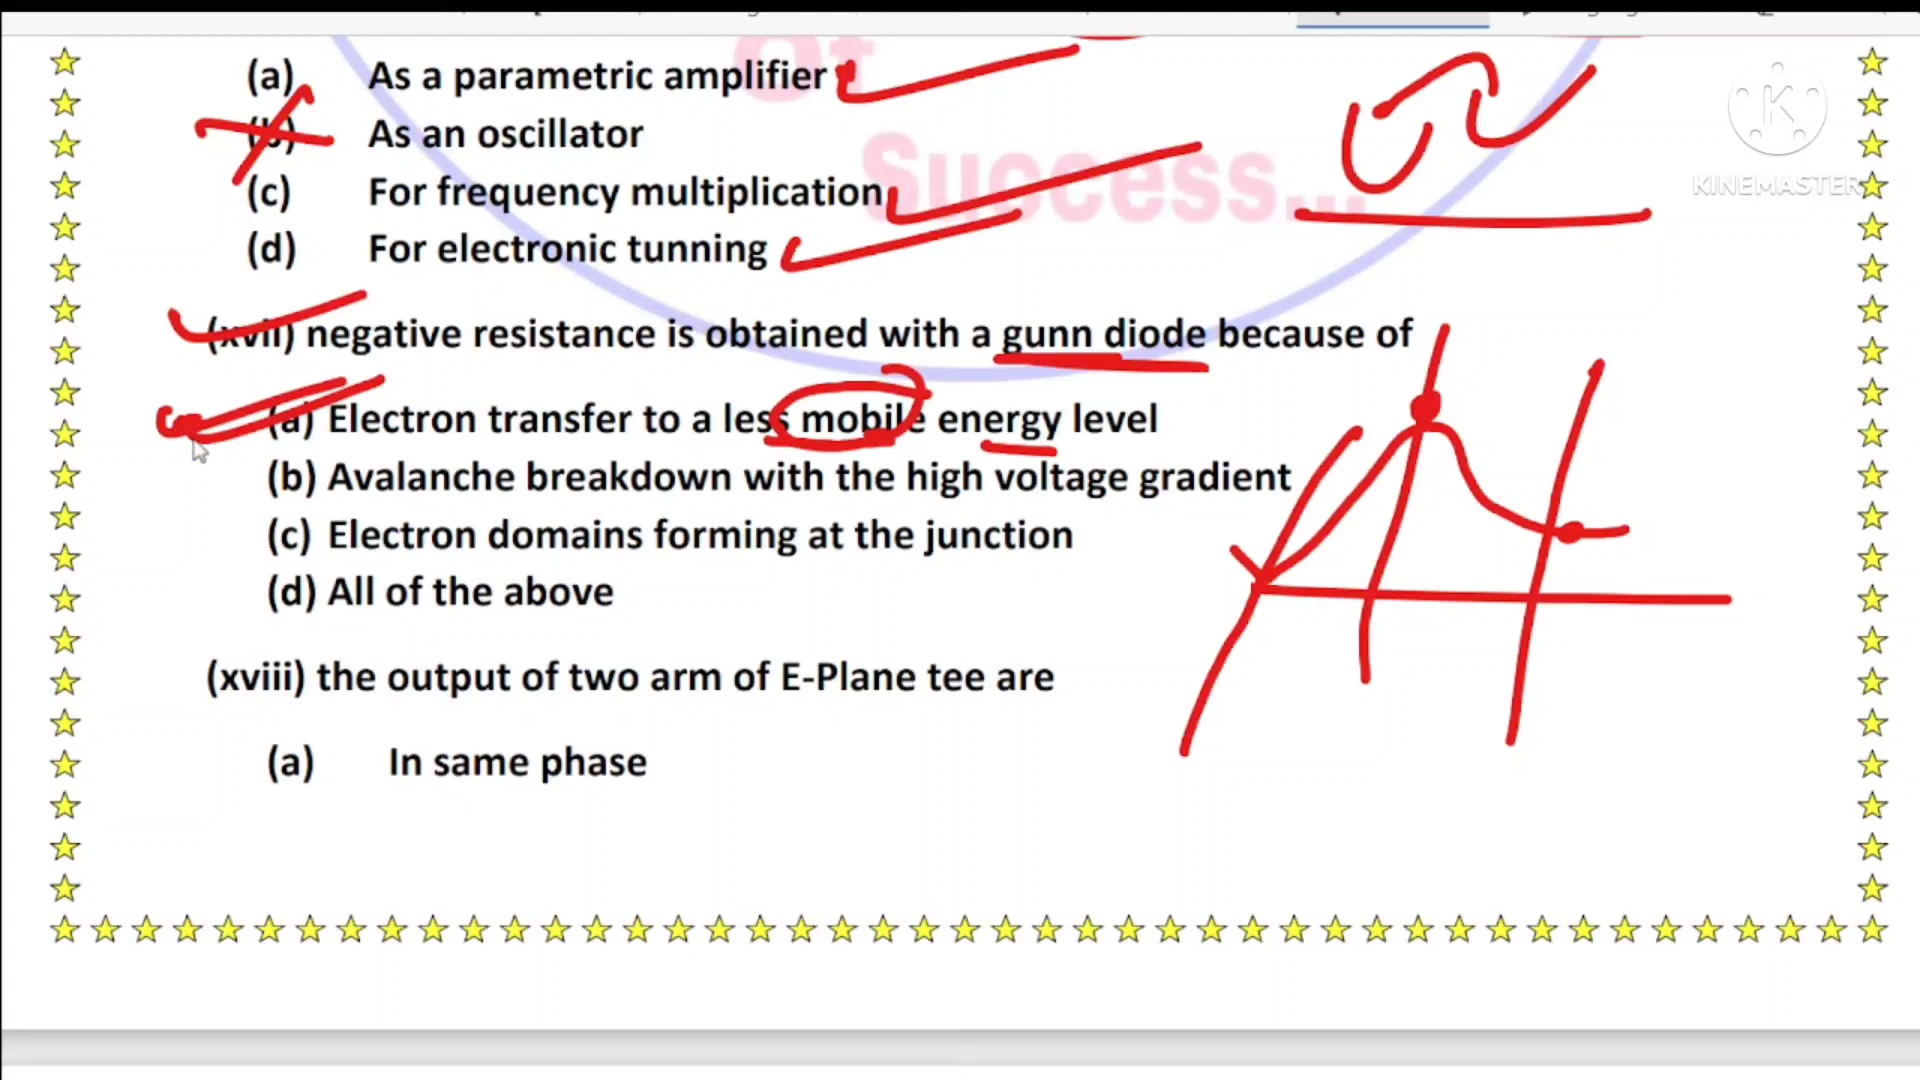 Of
(a) As a parametric amplifier
(b) As an oscillator
Success...
(c) For frequency multiplication
KINEMASTER
(d) For electronic tunning
(xvii) negative resistance is obtained with a gunn diode because of
(a) Electron transfer to a less mobile energy level
(b) Avalanche breakdown with the high voltage gradient
(c) Electron domains forming at the junction
(d) All of the above
(xviii) the output of two arm of E-Plane tee are
(a) In same phase